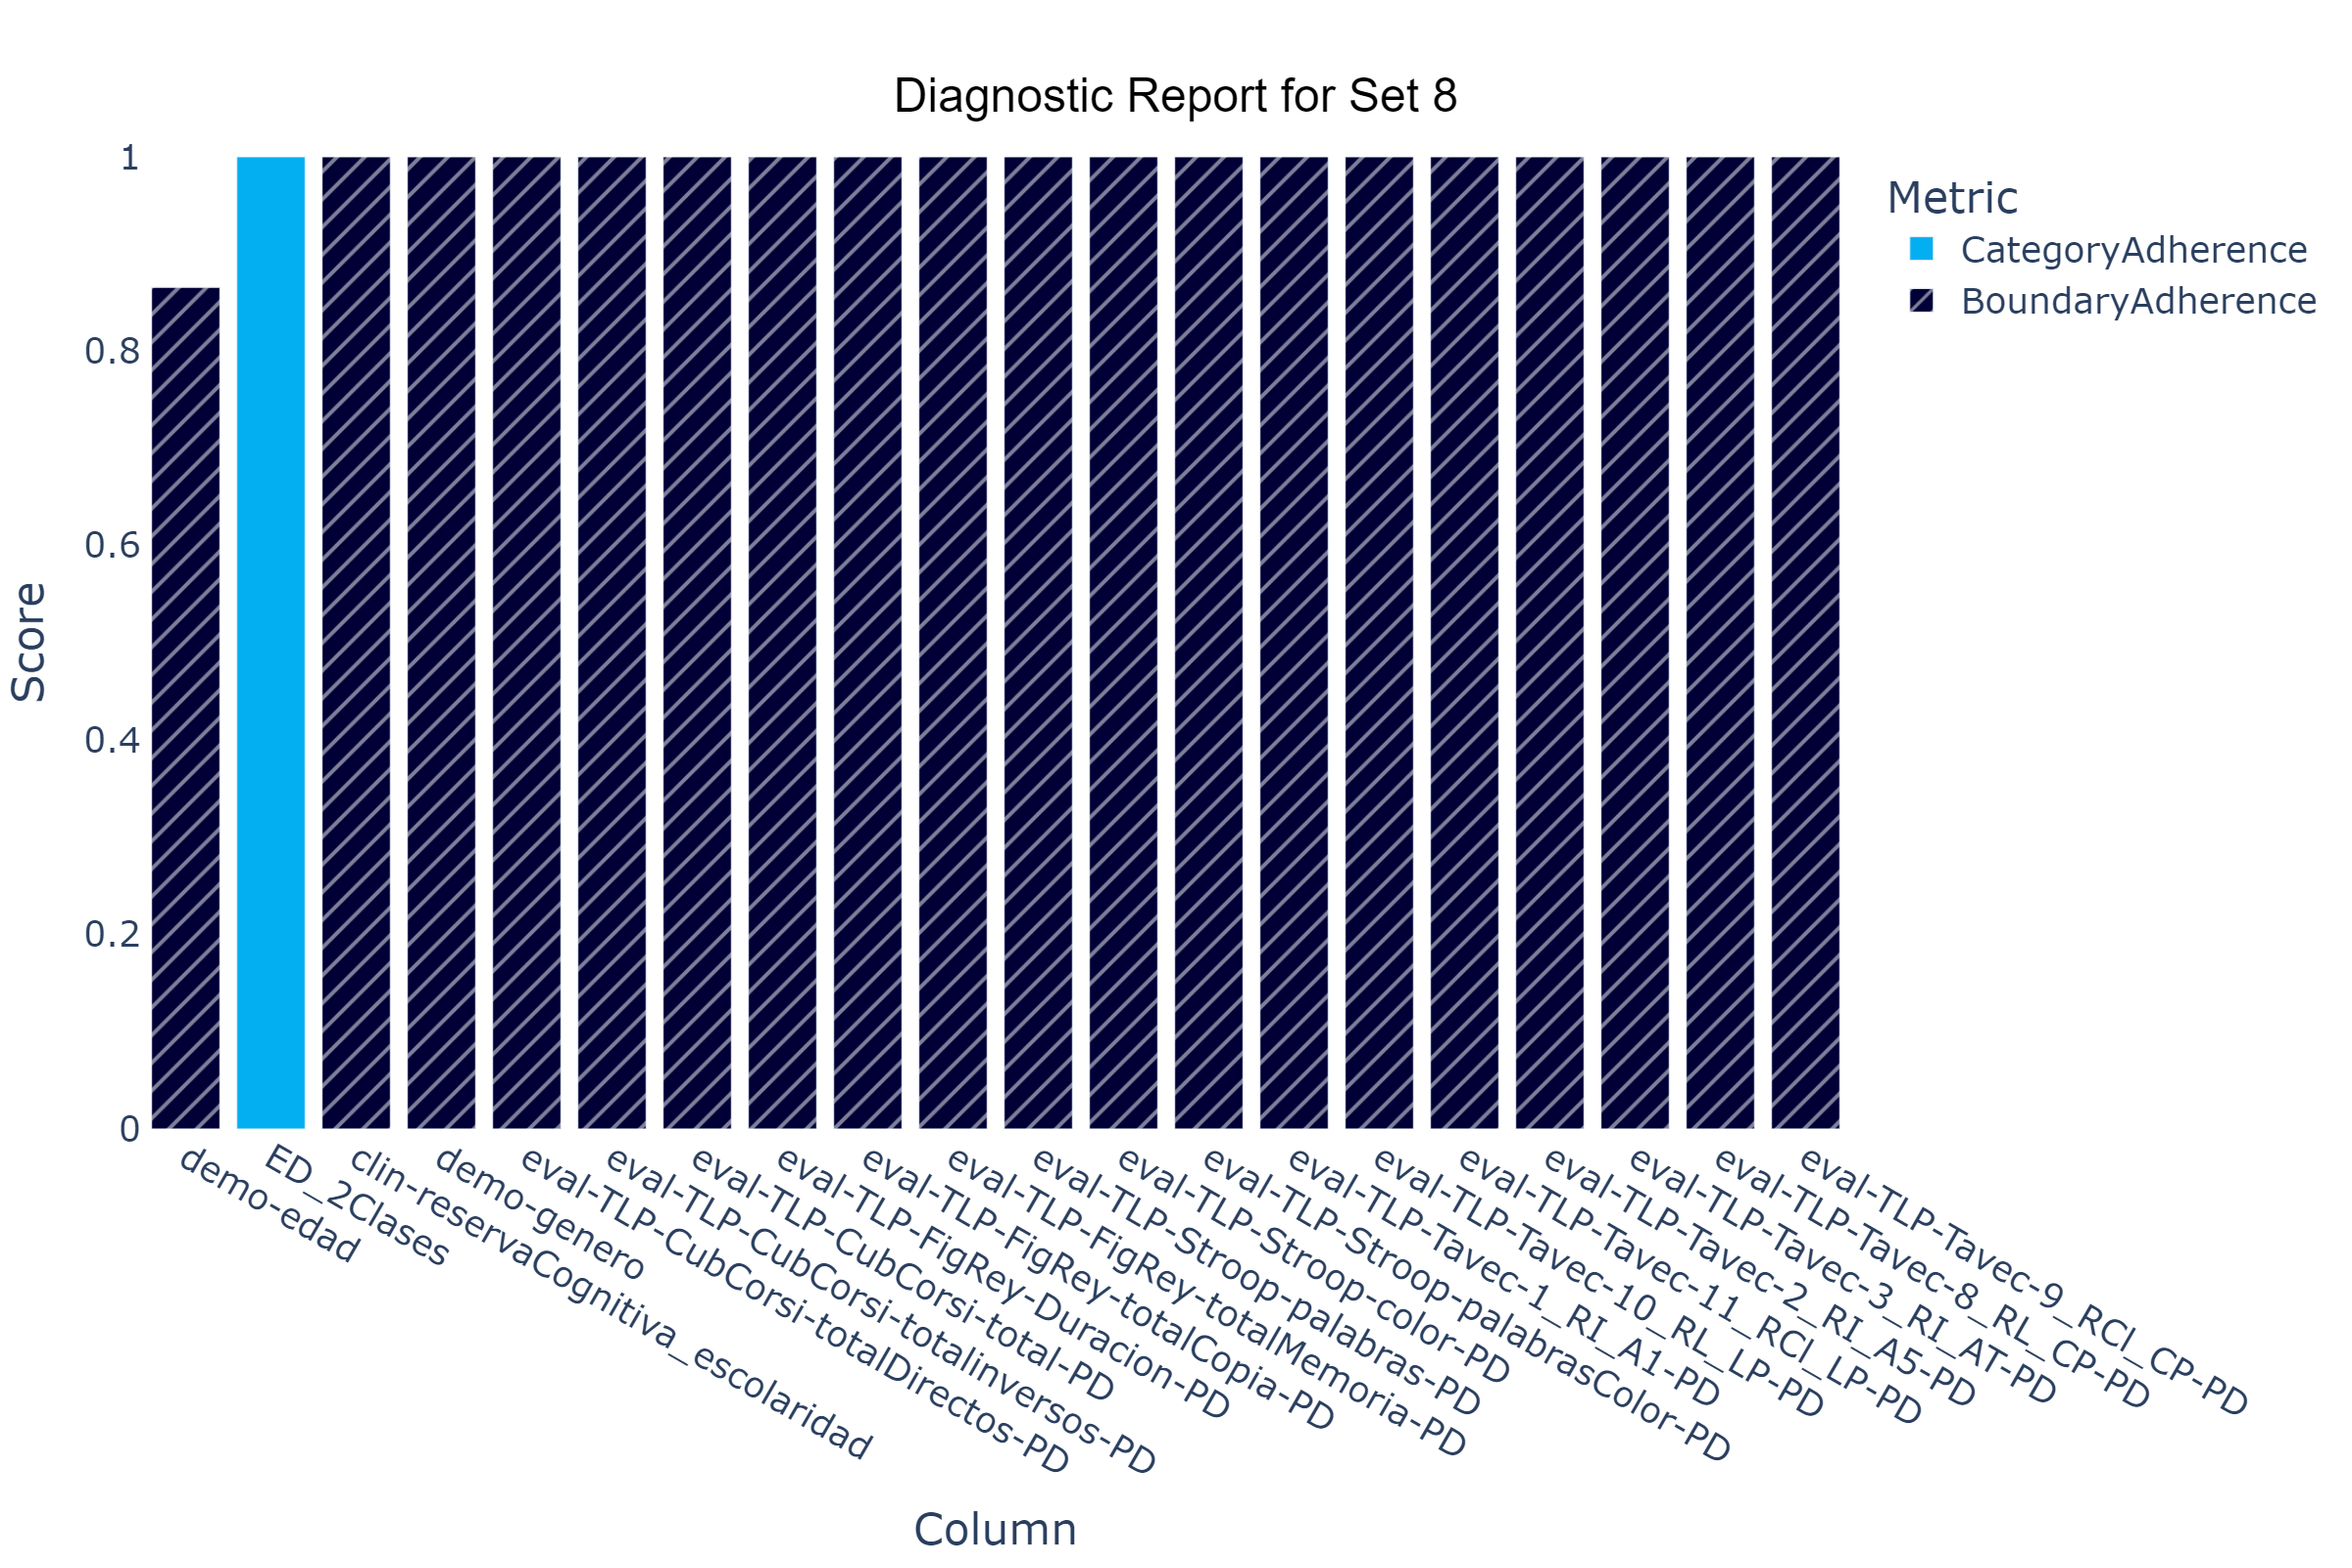 Diagnostic Report for Set 8
1
0.8
0.6
0.4
0.2
0
Score
demo-edad
ED_2Clases
clin-reservaCognitiva_escolaridad
demo-genero
eval-TLP-CubCorsi-totalDirectos-PD
eval-TLP-CubCorsi-totalinversos-PD
eval-TLP-CubCorsi-total-PD
eval-TLP-FigRey-Duracion-PD
eval-TLP-FigRey-totalCopia-PD
eval-TLP-FigRey-totalMemoria-PD
eval-TLP-Stroop-palabras-PD
eval-TLP-Stroop-color-PD
eval-TLP-Stroop-palabrasColor-PD
eval-TLP-Tavec-1_RI_A1-PD
eval-TLP-Tavec-10_RL_LP-PD
eval-TLP-Tavec-11_RCl_LP-PD
eval-TLP-Tavec-2_RI_A5-PD
eval-TLP-Tavec-3_RI_AT-PD
eval-TLP-Tavec-8_RL_CP-PD
eval-TLP-Tavec-9_RCl_CP-PD
Column
Metric
CategoryAdherence
BoundaryAdherence